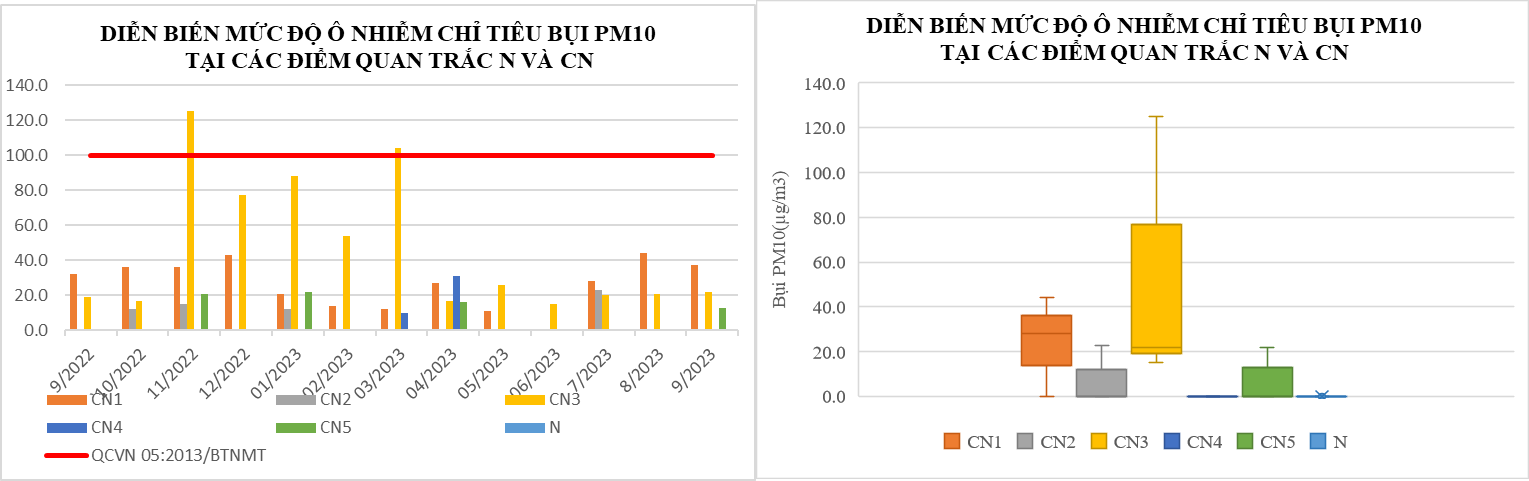 DIỄN BIẾN MỨC ĐỘ Ô NHIỄM CHỈ TIÊU BỤI PM10
TẠI CÁC ĐIỂM QUAN TRẮC N VÀ CN
140.0
120.0
100.0
80.0
60.0
40.0
20.0
0.0
9/2022
10/2022
11/2022
12/2022
01/2023
02/2023
03/2023
04/2023
05/2023
06/2023
7/2023
8/2023
9/2023
CN1
CN2
CN3
CN4
CN5
N
QCVN 05:2013/BTNMT
DIỄN BIẾN MỨC ĐỘ Ô NHIỄM CHỈ TIÊU BỤI PM10
TẠI CÁC ĐIỂM QUAN TRẮC N VÀ CN
Bụi PM10(µg/m3)
140.0
120.0
100.0
80.0
60.0
40.0
20.0
0.0
CN1 CN2 CN3 CN4 CN5 N